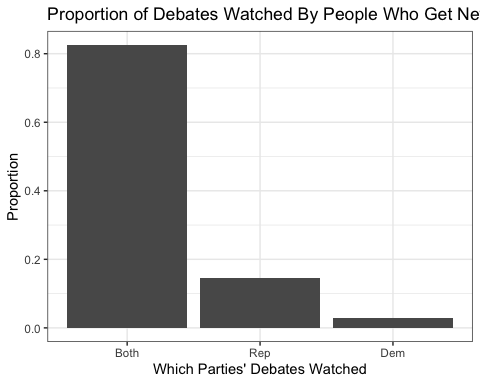 Proportion of Debates Watched By People Who Get Ne
0.8
0.6
0.4
0.2
0.0
Proportion
Both Rep Dem
Which Parties' Debates Watched